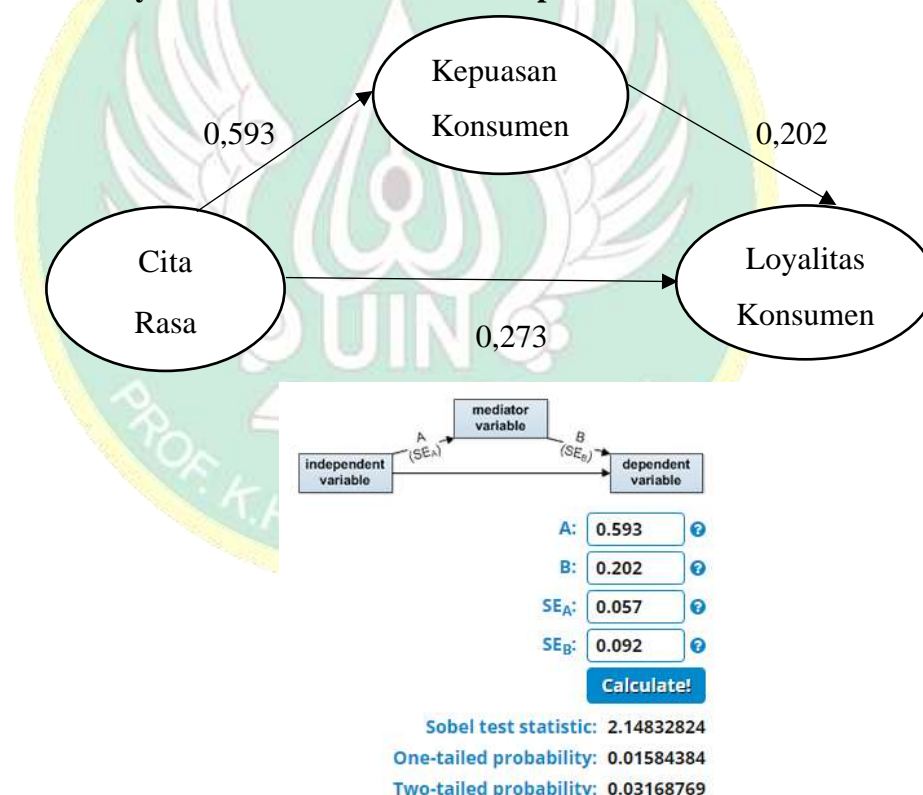 Kepuasan
Konsumen
0,593
0,202
Cita
Rasa
Loyalitas
Konsumen
0,273
UIN
PROF. K.H
mediator
variable
A
(SEA)
B
(SEB)
independent
variable
dependent
variable
A: 0.593
B: 0.202
SEA: 0.057
SEB: 0.092
Calculate!
Sobel test statistic: 2.14832824
One-tailed probability: 0.01584384
Two-tailed probability: 0.03168769